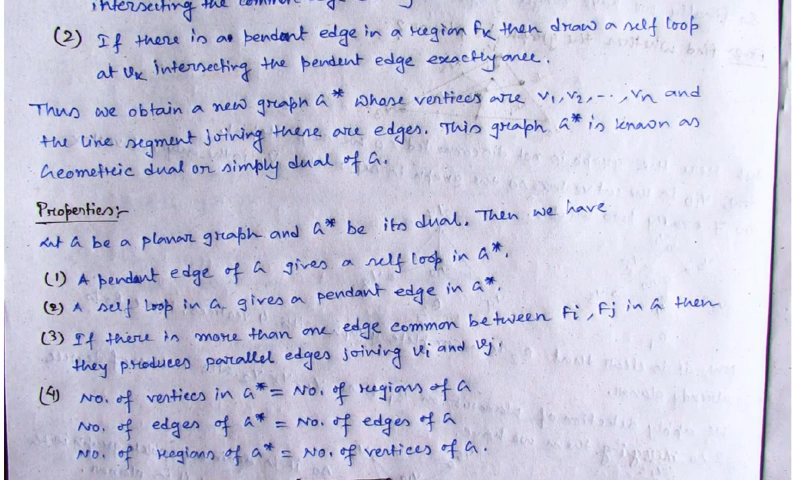 intersecting the common edge
(2) If there is a pendant edge in a region Fk then draw a self loop
at vk intersecting the pendent edge exactly once.
Thus we obtain a new graph G* whose vertices are v1, v2, --, vn and
the line segment joining these are edges. This graph G* is known as
Geometric dual or simply dual of G.
Properties:-
Let G be a planar graph and G* be its dual. Then we have
(1) A pendant edge of G gives a self loop in G*.
(2) A self loop in G gives a pendant edge in G*.
(3) If there is more than one edge common between Fi, Fj in G then
they produces parallel edges joining vi and vj.
(4) No. of vertices in G* = No. of regions of G
No. of edges of G* = No. of edges of G
No. of regions of G* = No. of vertices of G.